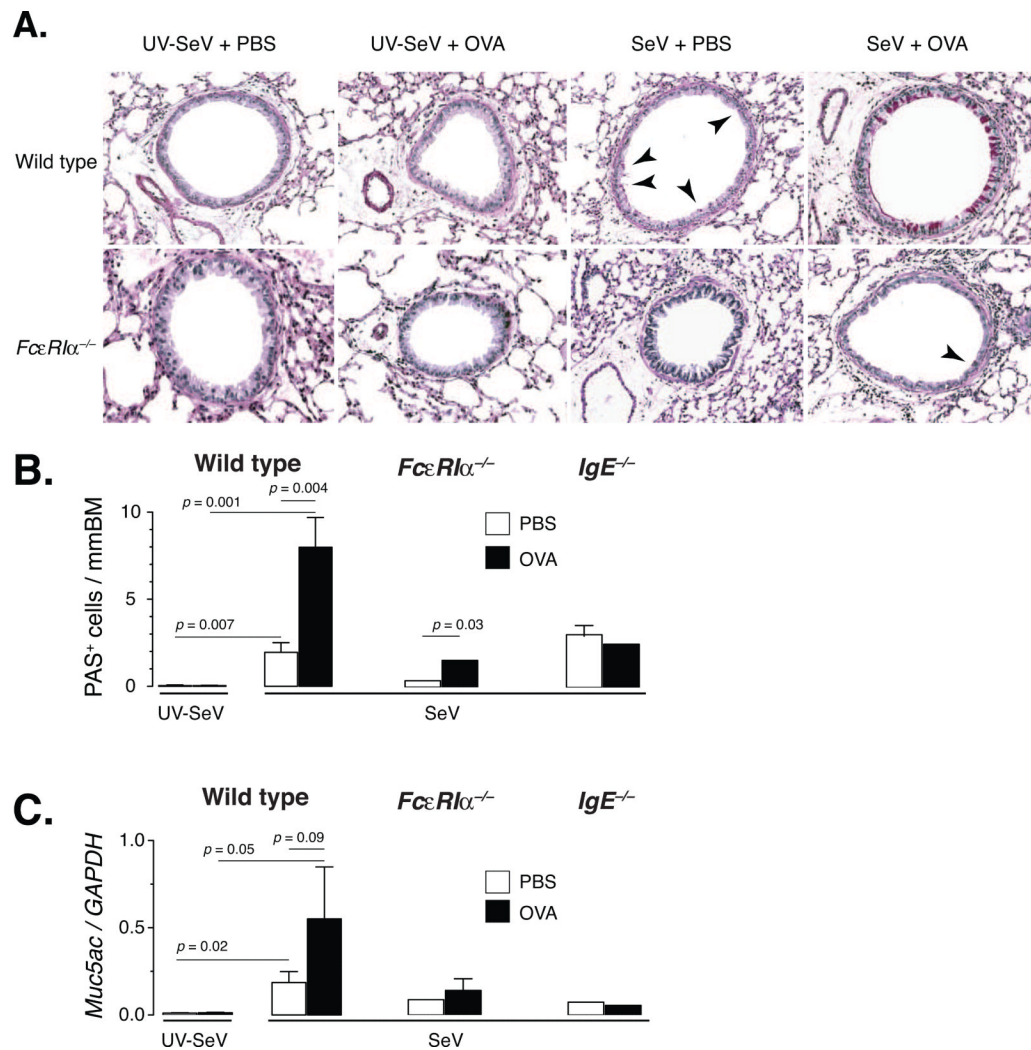 A.
UV-SeV + PBS UV-SeV + OVA SeV + PBS SeV + OVA
Wild type
FcεRIα–/–
B.
Wild type FcεRIα–/– IgE–/–
p = 0.004
p = 0.001
10
PBS
OVA
PAS+ cells / mmBM
5
p = 0.007
p = 0.03
0
UV-SeV SeV
C.
Wild type FcεRIα–/– IgE–/–
1.0
p = 0.09
p = 0.05
PBS
OVA
Muc5ac / GAPDH
0.5
p = 0.02
0.0
UV-SeV SeV